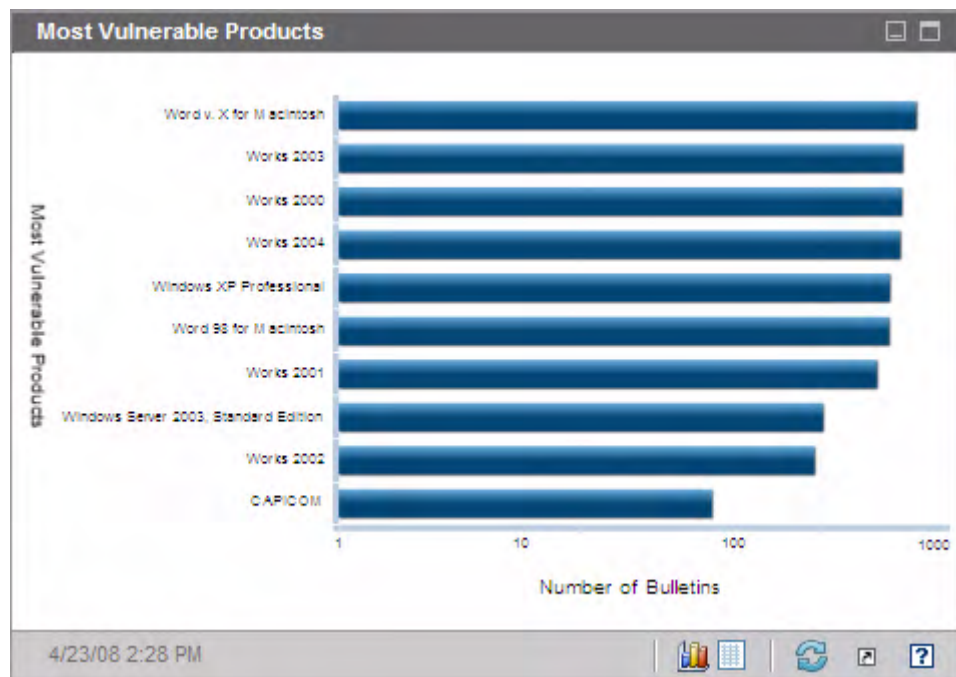 Most Vulnerable Products
Most Vulnerable Products
Word v. X for Macintosh
Works 2003
Works 2000
Works 2004
Windows XP Professional
Word 98 for Macintosh
Works 2001
Windows Server 2003, Standard Edition
Works 2002
CAPICOM
1 10 100 1000
Number of Bulletins
4/23/08 2:28 PM
?